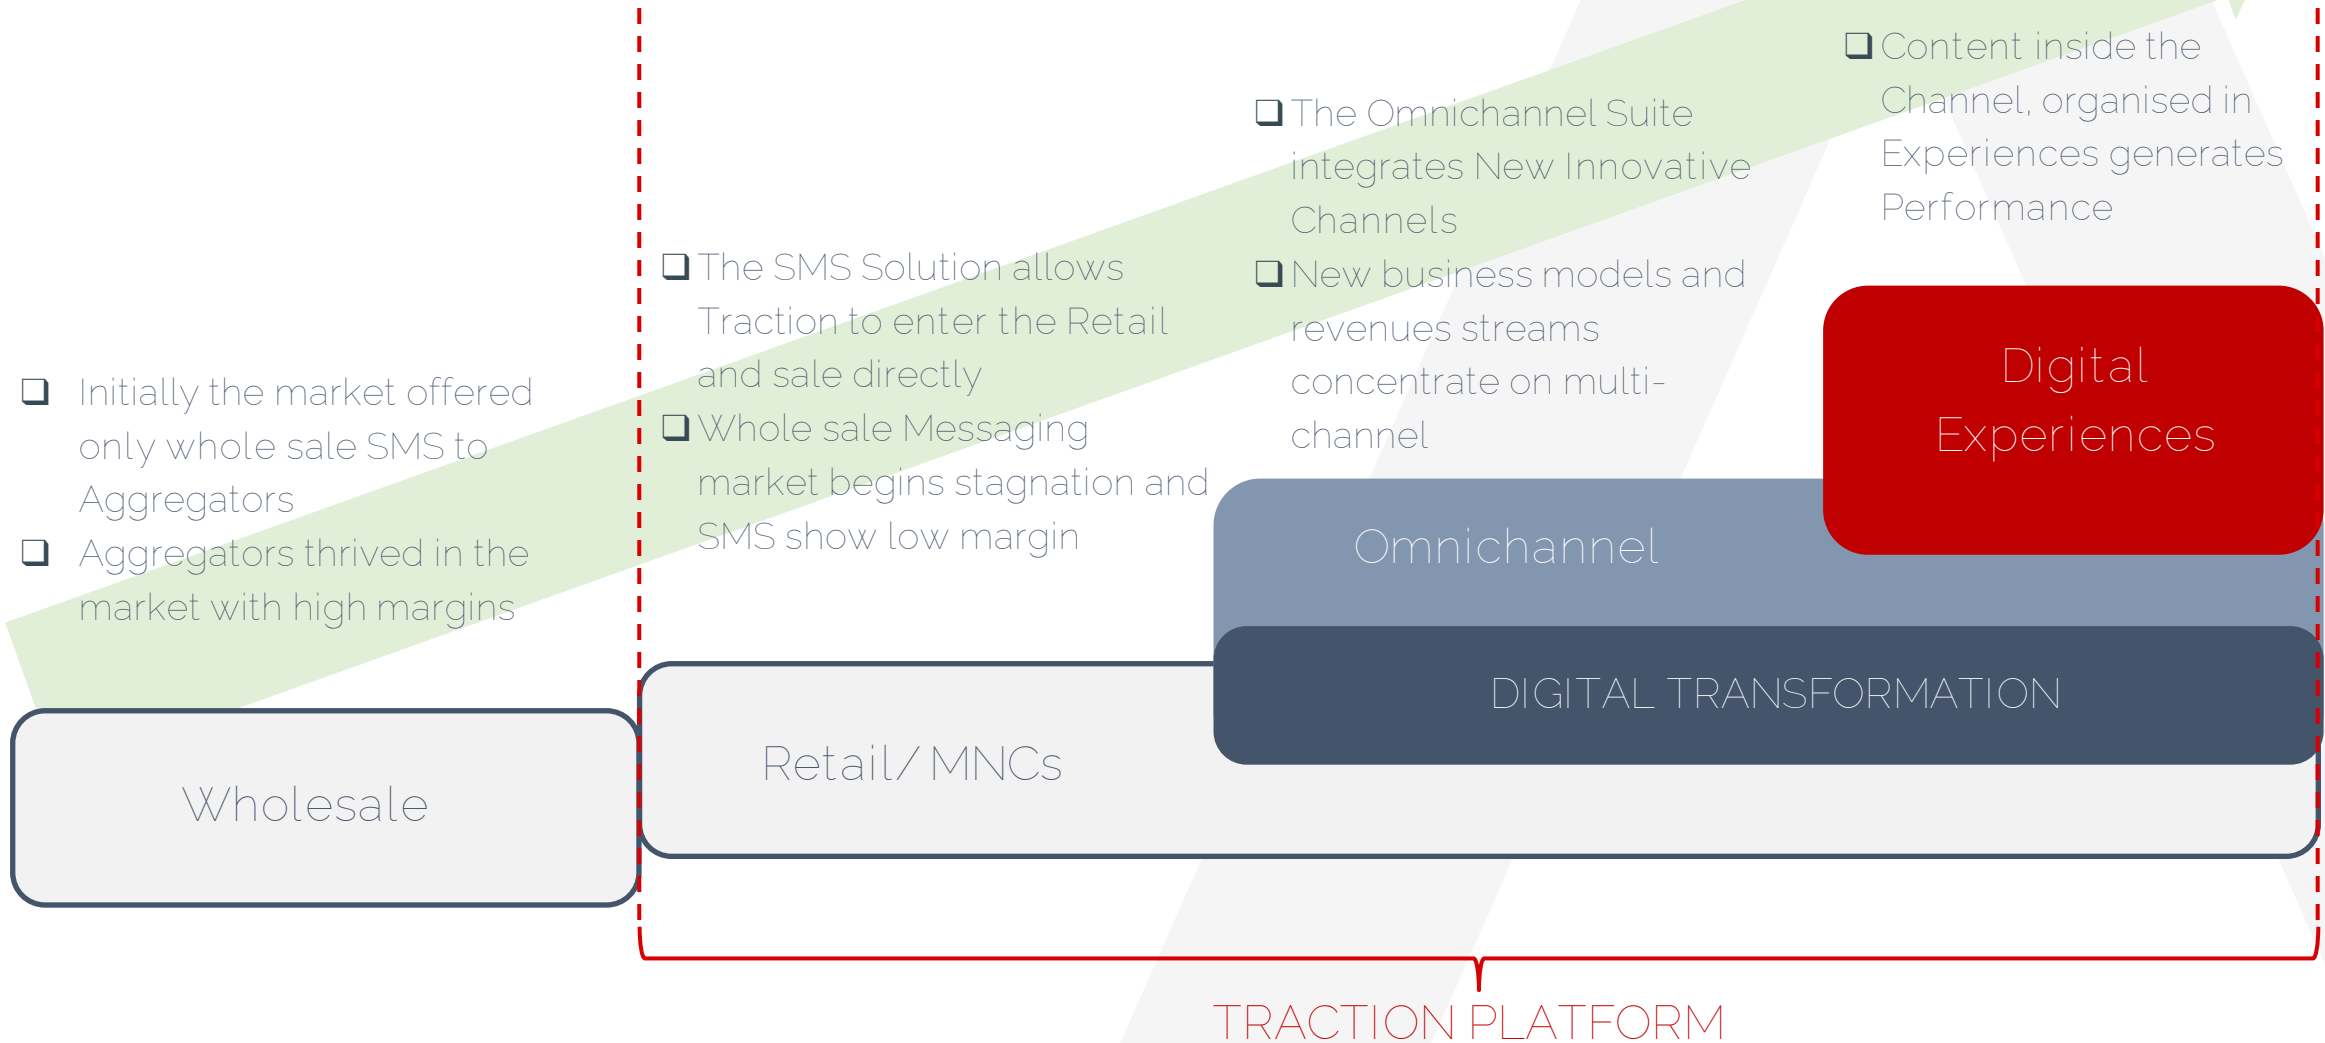 Initially the market offered
only whole sale SMS to
Aggregators
Aggregators thrived in the
market with high margins
The SMS Solution allows
Traction to enter the Retail
and sale directly
Whole sale Messaging
market begins stagnation and
SMS show low margin
The Omnichannel Suite
integrates New Innovative
Channels
New business models and
revenues streams
concentrate on multi-
channel
Content inside the
Channel, organised in
Experiences generates
Performance
Digital
Experiences
Omnichannel
DIGITAL TRANSFORMATION
Retail/ MNCs
Wholesale
TRACTION PLATFORM